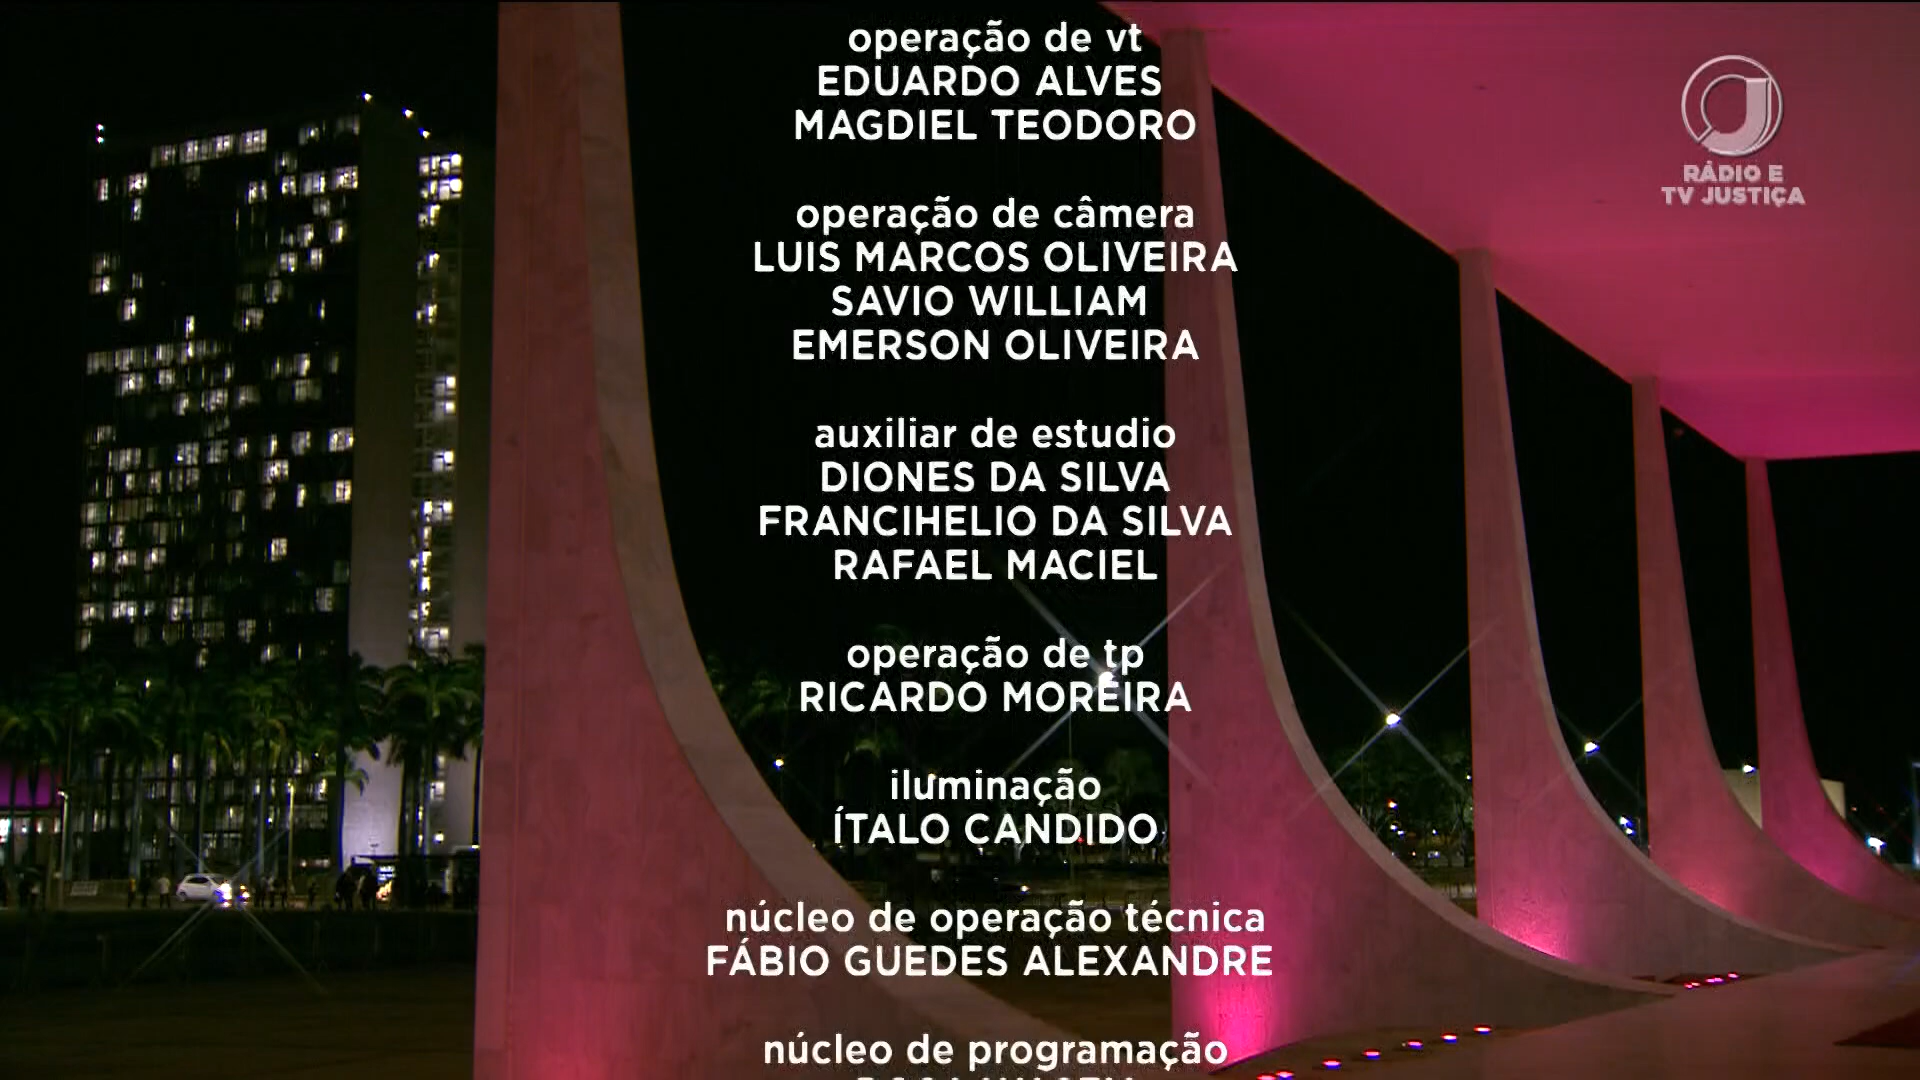 operação de vt
EDUARDO ALVES
MAGDIEL TEODORO
operação de câmera
LUIS MARCOS OLIVEIRA
SAVIO WILLIAM
EMERSON OLIVEIRA
auxiliar de estudio
DIONES DA SILVA
FRANCIHELIO DA SILVA
RAFAEL MACIEL
operação de tp
RICARDO MOREIRA
iluminação
ÍTALO CANDIDO
núcleo de operação técnica
FÁBIO GUEDES ALEXANDRE
núcleo de programação
RÁDIO E
TV JUSTIÇA